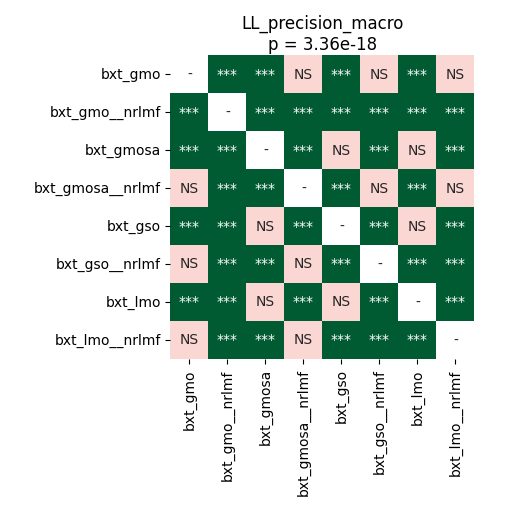 LL_precision_macro
p = 3.36e-18
bxt_gmo - *** *** NS *** NS *** NS
bxt_gmo__nrlmf *** - *** *** *** *** *** ***
bxt_gmosa *** *** - *** NS *** NS ***
bxt_gmosa__nrlmf NS *** *** - *** NS *** NS
bxt_gso *** *** NS *** - *** NS ***
bxt_gso__nrlmf NS *** *** NS *** - *** ***
bxt_lmo *** *** NS *** NS *** - ***
bxt_lmo__nrlmf NS *** *** NS *** *** *** -
bxt_gmo
bxt_gmo__nrlmf
bxt_gmosa
bxt_gmosa__nrlmf
bxt_gso
bxt_gso__nrlmf
bxt_lmo
bxt_lmo__nrlmf